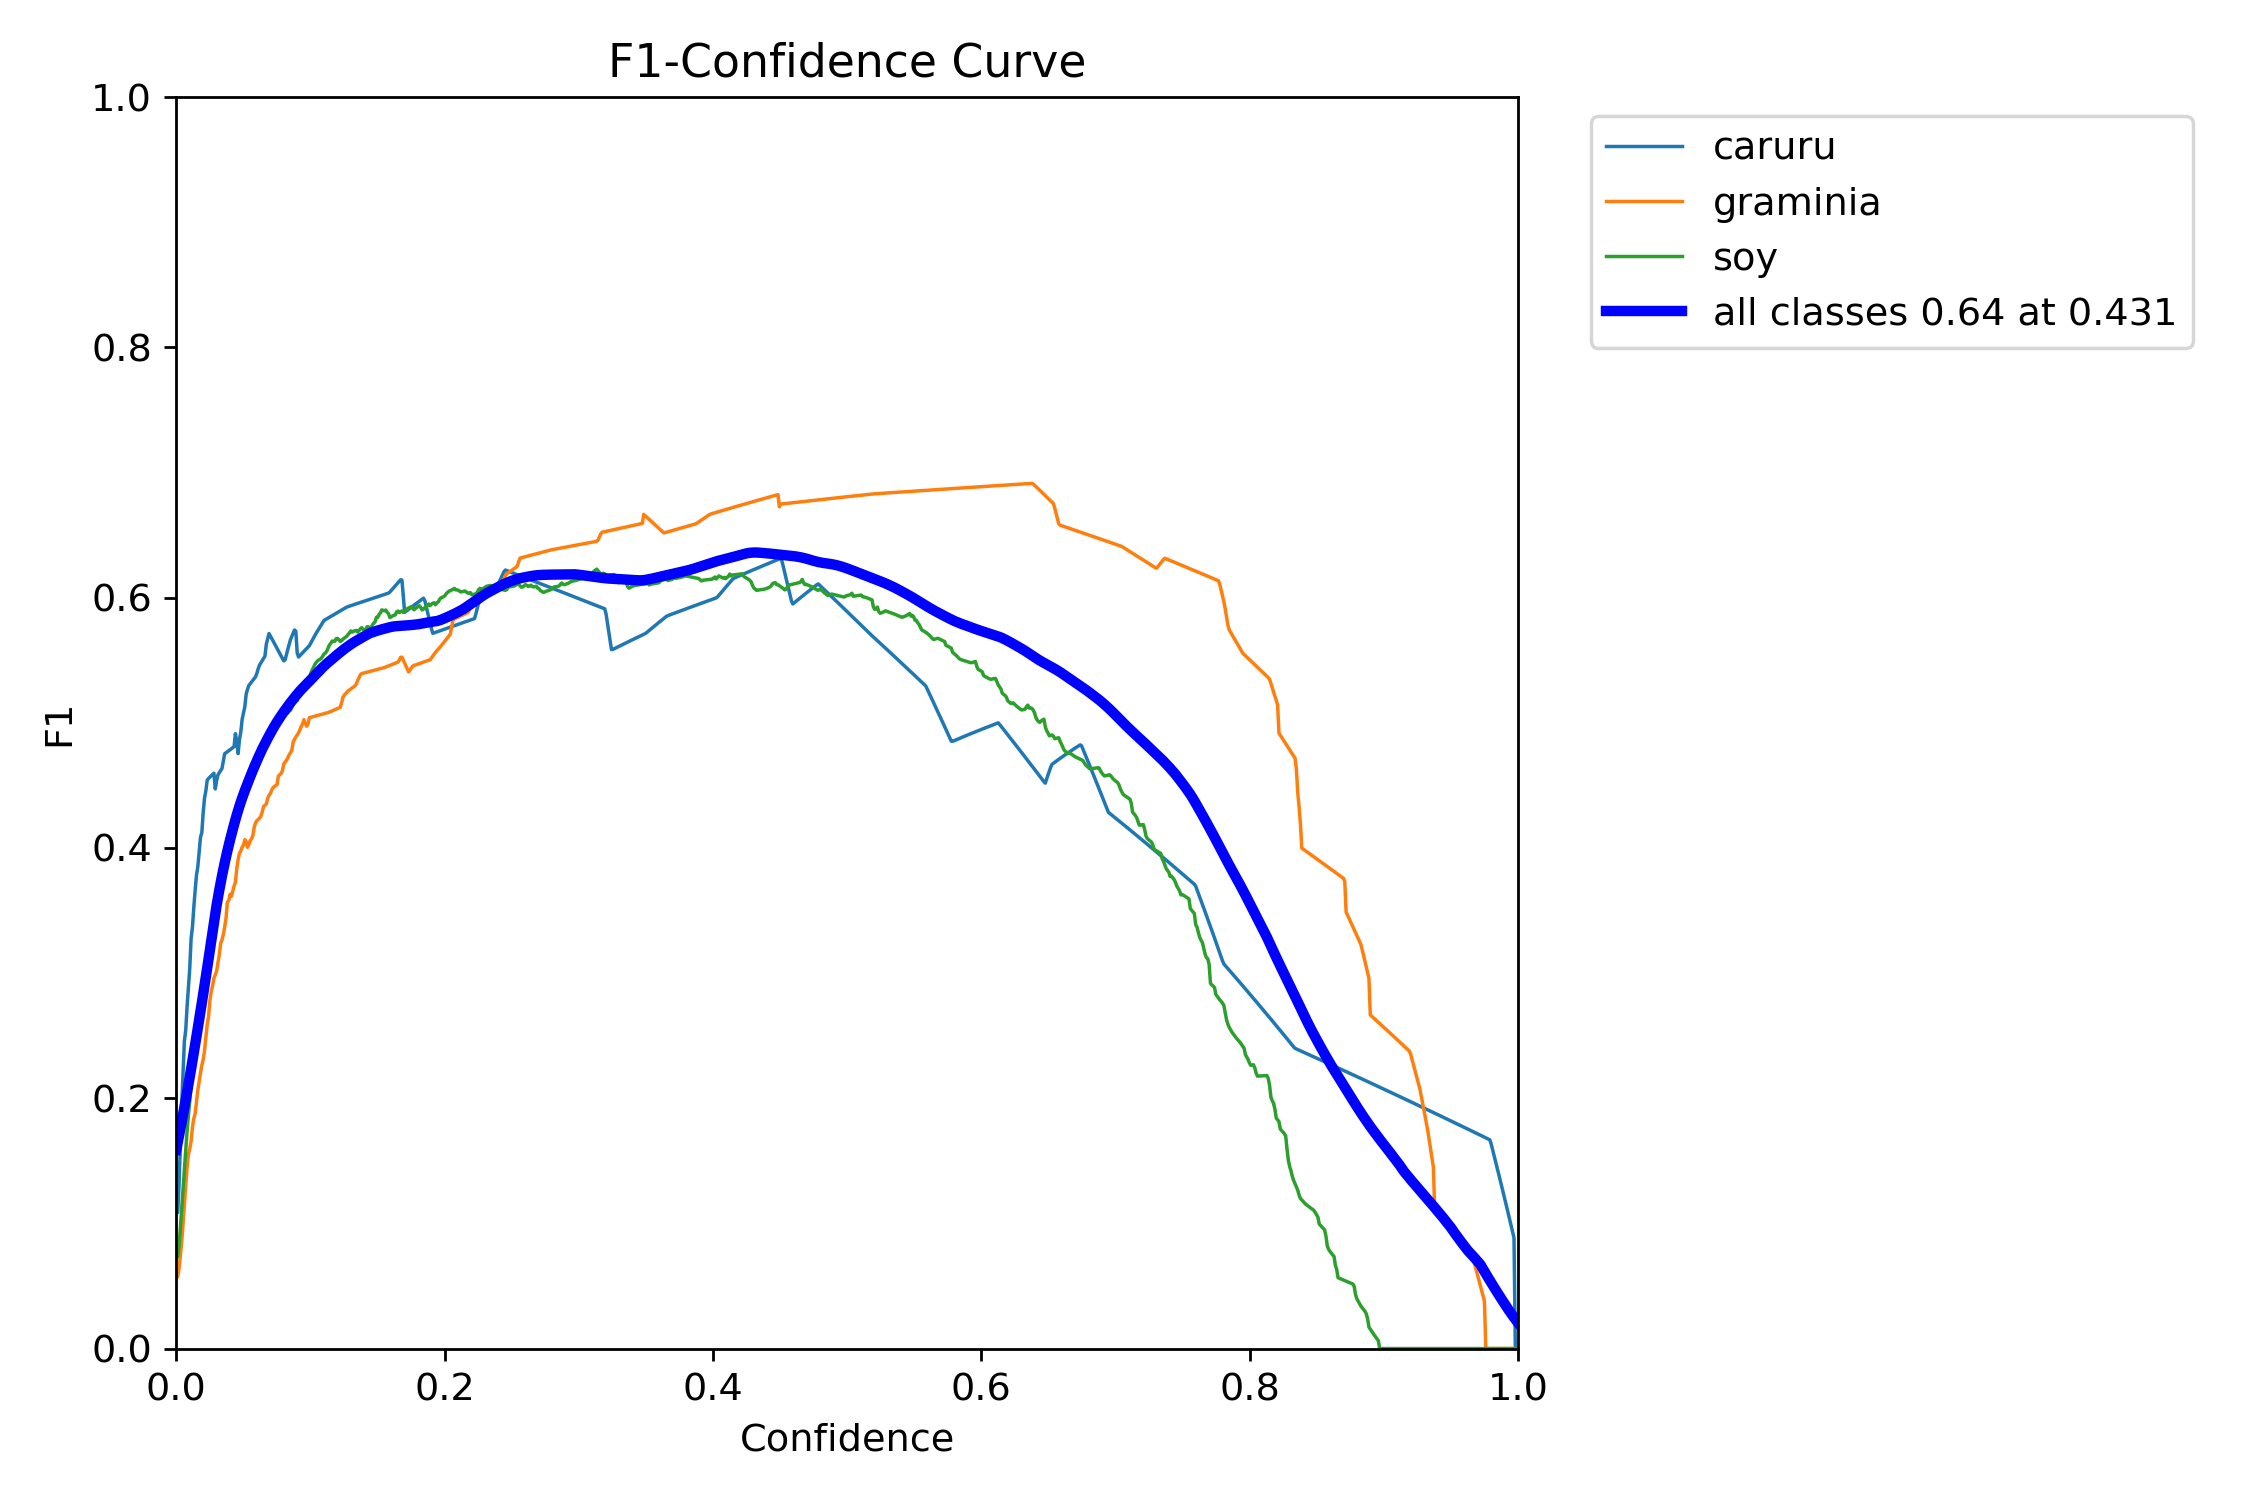 F1-Confidence Curve
1.0
0.8
0.6
0.4
0.2
0.0
F1
0.0 0.2 0.4 0.6 0.8 1.0
Confidence
caruru
graminia
soy
all classes 0.64 at 0.431